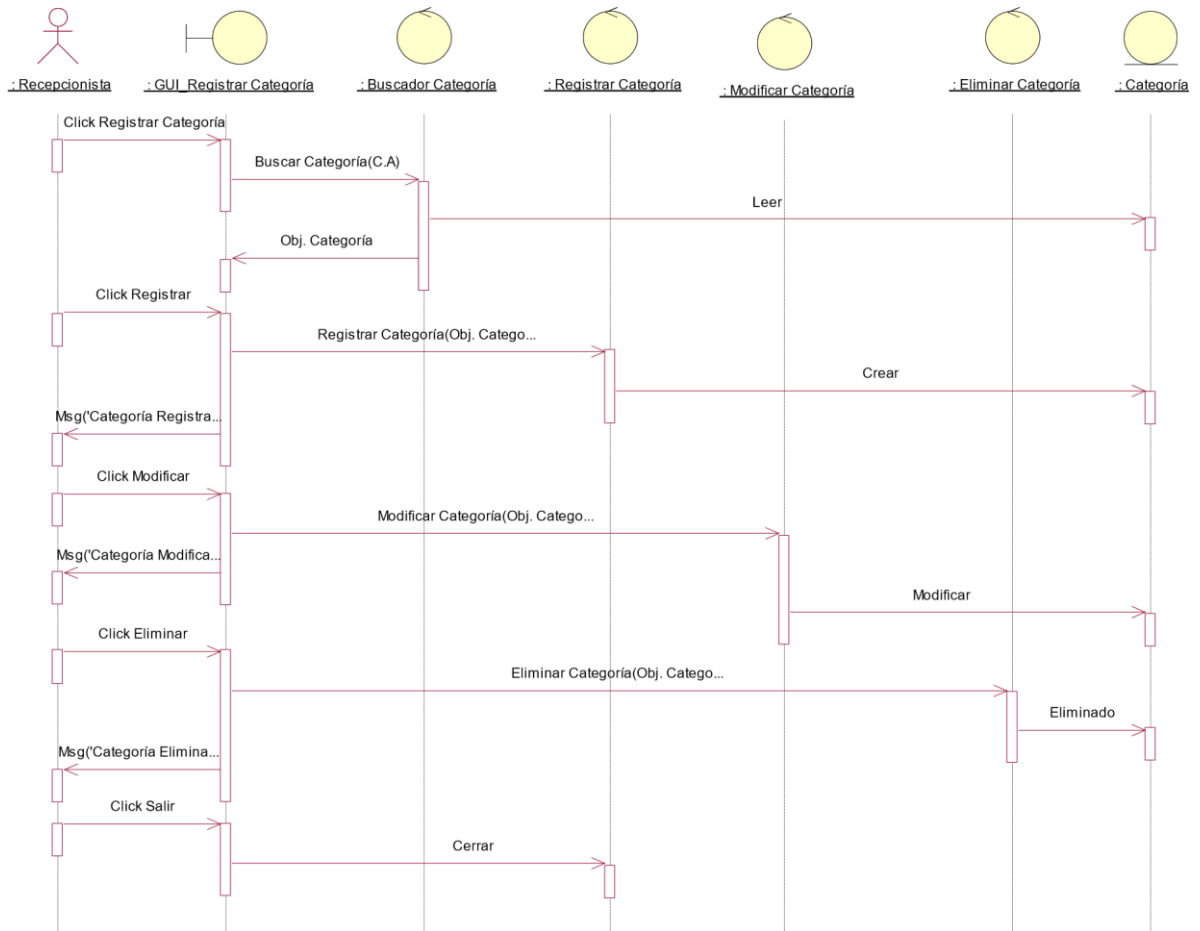 : Recepcionista
: GUI_Registrar Categoría
: Buscador Categoría
: Registrar Categoría
: Modificar Categoría
: Eliminar Categoría
: Categoría
Click Registrar Categoría
Buscar Categoría(C.A)
Leer
Obj. Categoría
Click Registrar
Registrar Categoría(Obj. Catego...
Crear
Msg('Categoría Registra...
Click Modificar
Modificar Categoría(Obj. Catego...
Msg('Categoría Modifica...
Modificar
Click Eliminar
Eliminar Categoría(Obj. Catego...
Eliminado
Msg('Categoría Elimina...
Click Salir
Cerrar